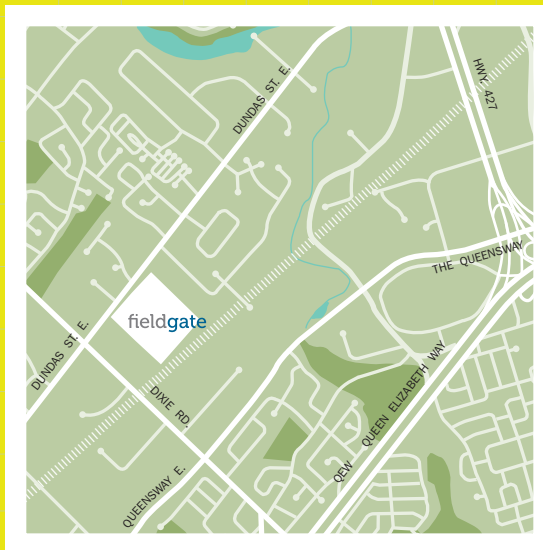 DUNDAS ST. E.
HWY. 427
THE QUEENSWAY
fieldgate
DUNDAS ST. E.
DIXIE RD.
QUEEN ELIZABETH WAY
QEW
QUEENSWAY E.